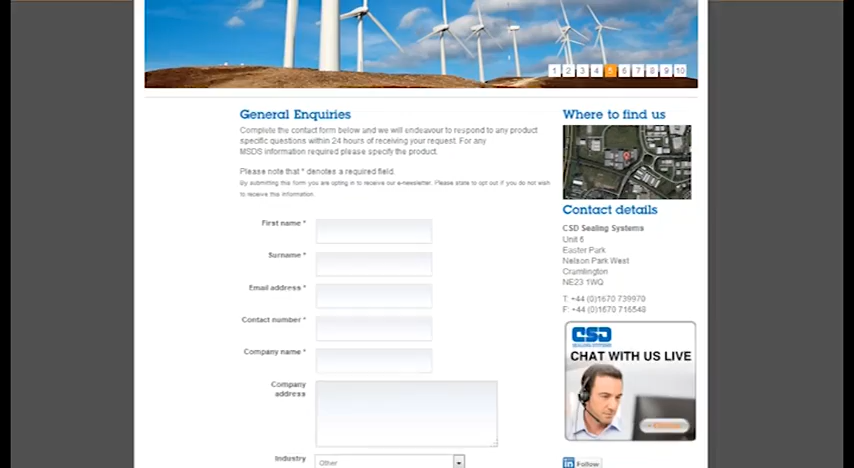 1 2 3 4 5 6 7 8 9 10
General Enquiries
Complete the contact form below and we will endeavour to respond to any product
specific questions within 24 hours of receiving your request. For any
MSDS information required please specify the product.
Please note that * denotes a required field.
By submitting this form you are opting in to receive our e-newsletter. Please state to opt out if you do not wish
to receive this information.
First name *
Surname *
Email address *
Contact number *
Company name *
Company
address
Industry
Other
Where to find us
Contact details
CSD Sealing Systems
Unit 6
Easter Park
Nelson Park West
Cramlington
NE23 1WQ
T: +44 (0)1670 739970
F: +44 (0)1670 716548
CSD
SEALING SYSTEMS
CHAT WITH US LIVE
in Follow